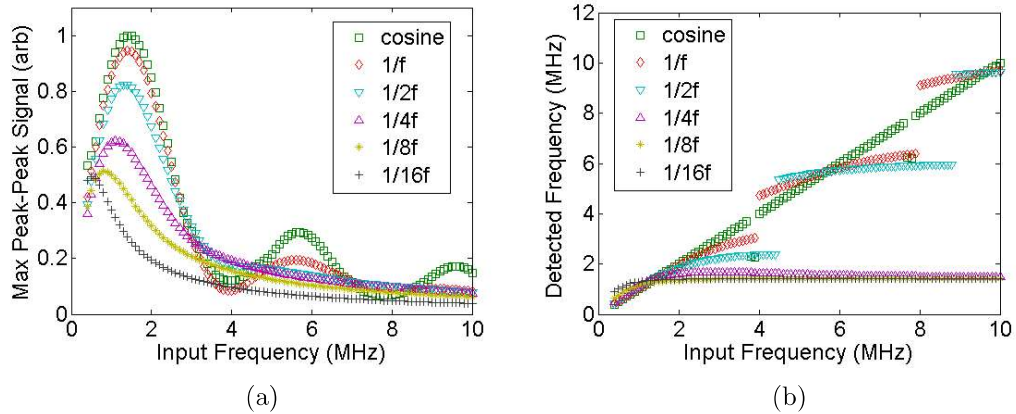 Max Peak-Peak Signal (arb)
1
0.8
0.6
0.4
0.2
0
0
2
4
6
8
10
Input Frequency (MHz)
cosine
1/f
1/2f
1/4f
1/8f
1/16f
(a)
Detected Frequency (MHz)
12
10
8
6
4
2
0
0
2
4
6
8
10
Input Frequency (MHz)
cosine
1/f
1/2f
1/4f
1/8f
1/16f
(b)